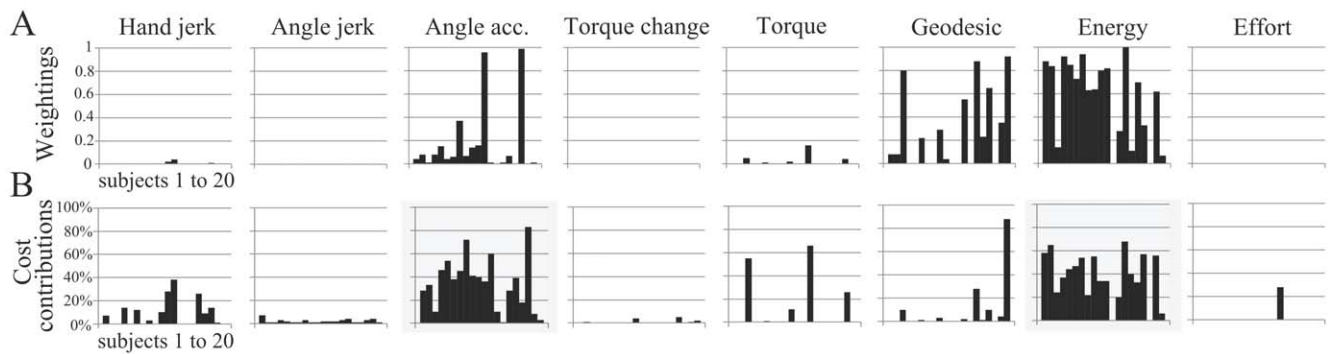 A
Hand jerk Angle jerk Angle acc. Torque change Torque Geodesic Energy Effort
Weightings
1
0.8
0.6
0.4
0.2
0
subjects 1 to 20
B
Cost
contributions
100%
80%
60%
40%
20%
0%
subjects 1 to 20